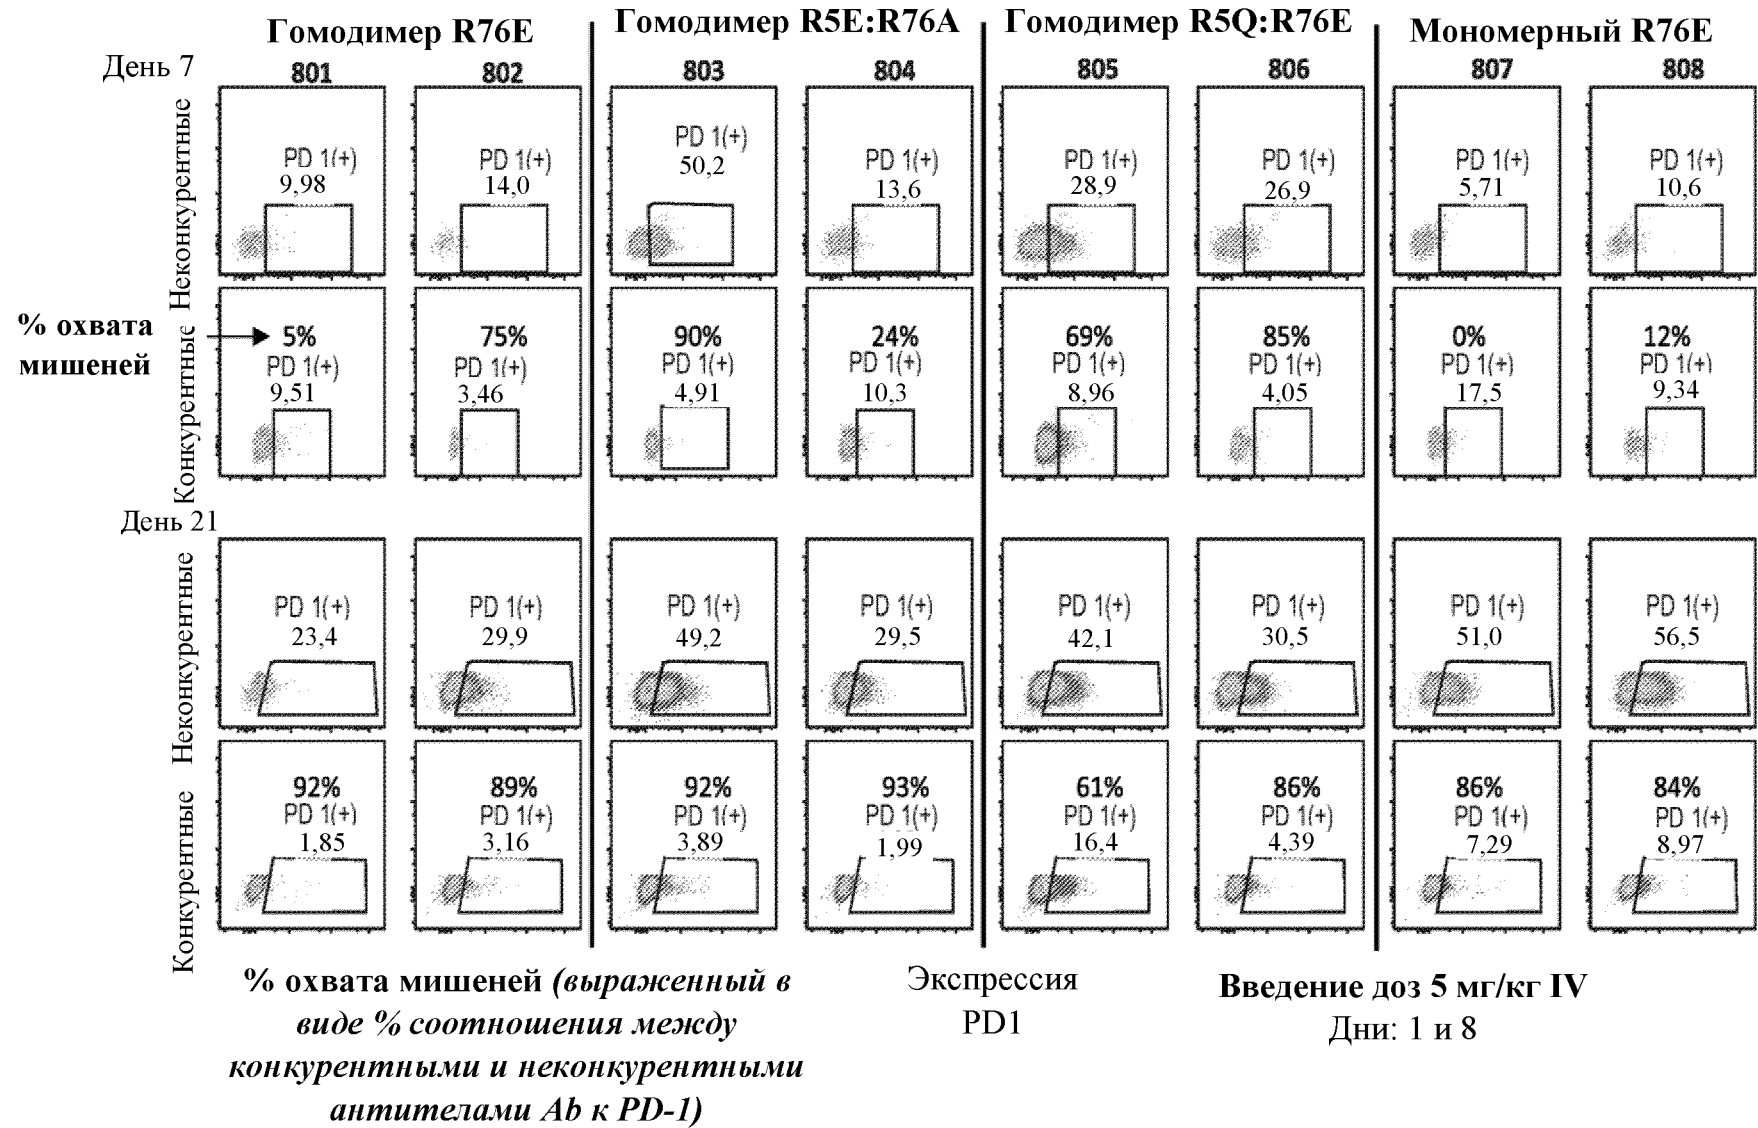 Гомодимер R76E
Гомодимер R5E:R76A
Гомодимер R5Q:R76E
Мономерный R76E
День 7
801 802 803 804 805 806 807 808
Неконкурентные
PD 1(+) PD 1(+) PD 1(+) PD 1(+) PD 1(+) PD 1(+) PD 1(+) PD 1(+)
9,98 14,0 50,2 13,6 28,9 26,9 5,71 10,6
% охвата
мишеней
Конкурентные
5% 75% 90% 24% 69% 85% 0% 12%
PD 1(+) PD 1(+) PD 1(+) PD 1(+) PD 1(+) PD 1(+) PD 1(+) PD 1(+)
9,51 3,46 4,91 10,3 8,96 4,05 17,5 9,34
День 21
Неконкурентные
PD 1(+) PD 1(+) PD 1(+) PD 1(+) PD 1(+) PD 1(+) PD 1(+) PD 1(+)
23,4 29,9 49,2 29,5 42,1 30,5 51,0 56,5
Конкурентные
92% 89% 92% 93% 61% 86% 86% 84%
PD 1(+) PD 1(+) PD 1(+) PD 1(+) PD 1(+) PD 1(+) PD 1(+) PD 1(+)
1,85 3,16 3,89 1,99 16,4 4,39 7,29 8,97
% охвата мишеней (выраженный в
виде % соотношения между
конкурентными и неконкурентными
антителами Ab к PD-1)
Экспрессия
PD1
Введение доз 5 мг/кг IV
Дни: 1 и 8